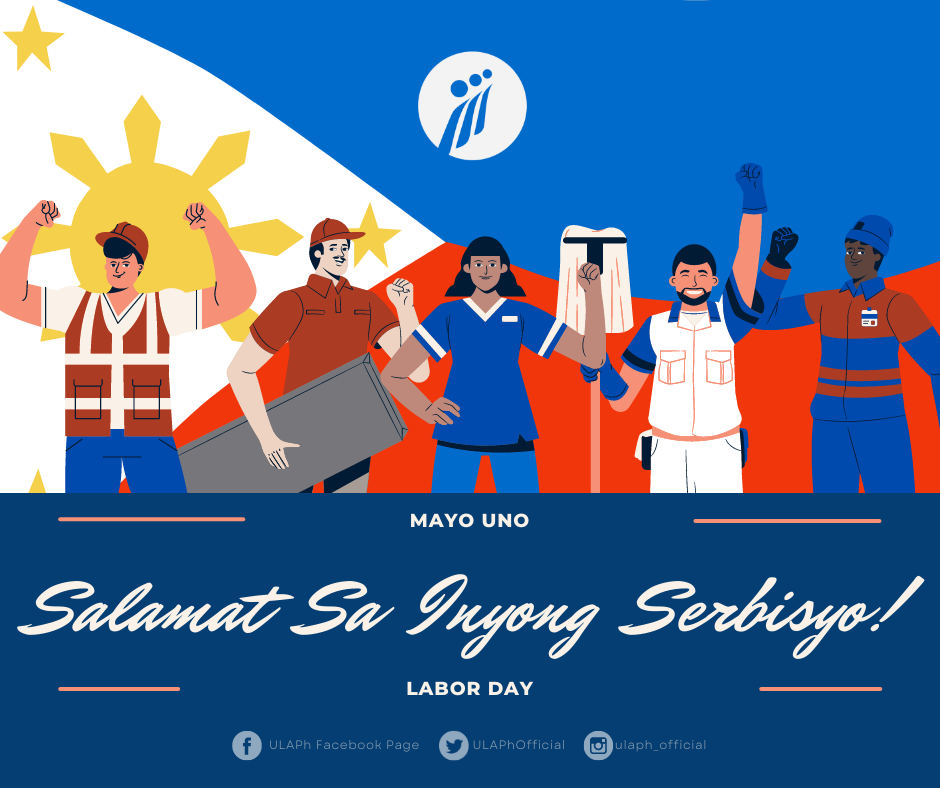 MAYO UNO
Salamat Sa Inyong Serbisyo!
LABOR DAY
ULAPh Facebook Page ULAPhOfficial ulaph_official